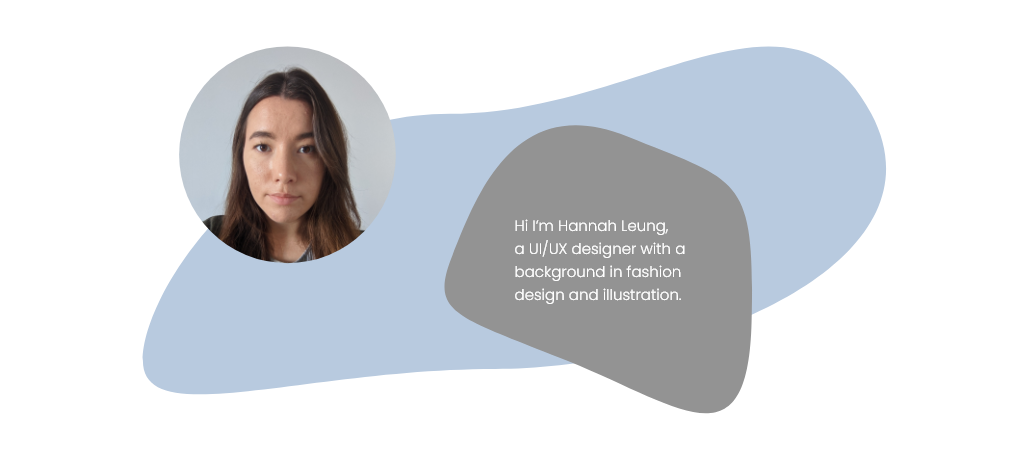 Hi I'm Hannah Leung,
a UI/UX designer with a
background in fashion
design and illustration.